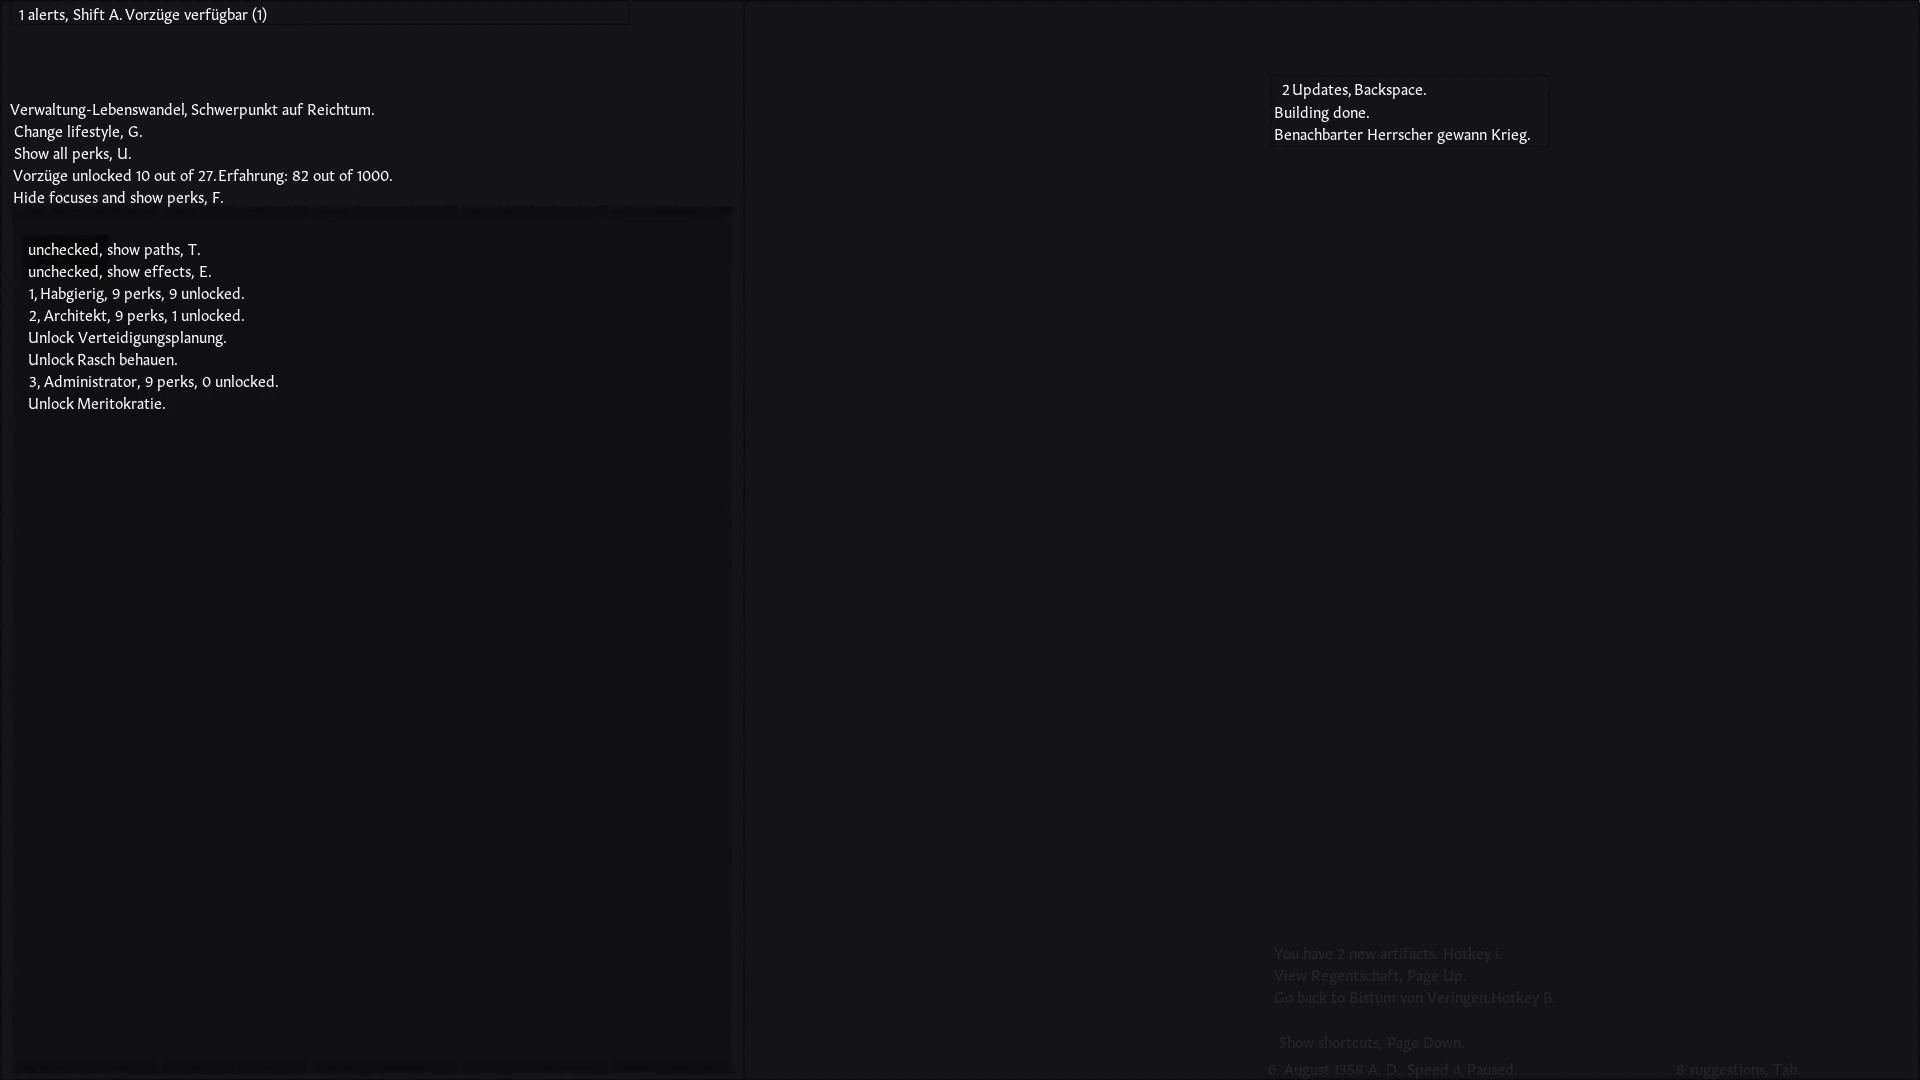 1 alerts, Shift A. Vorzüge verfügbar (1)
Verwaltung-Lebenswandel, Schwerpunkt auf Reichtum.
Change lifestyle, G.
Show all perks, U.
Vorzüge unlocked 10 out of 27. Erfahrung: 82 out of 1000.
Hide focuses and show perks, F.
unchecked, show paths, T.
unchecked, show effects, E.
1, Habgierig, 9 perks, 9 unlocked.
2, Architekt, 9 perks, 1 unlocked.
Unlock Verteidigungsplanung.
Unlock Rasch behauen.
3, Administrator, 9 perks, 0 unlocked.
Unlock Meritokratie.
2 Updates, Backspace.
Building done.
Benachbarter Herrscher gewann Krieg.
You have 2 new artifacts. Hotkey i.
View Regentschaft, Page Up.
Go back to Bistum von Veringen.Hotkey B.
Show shortcuts, Page Down.
6. August 1358 A. D.. Speed 4, Paused.
8 suggestions, Tab.